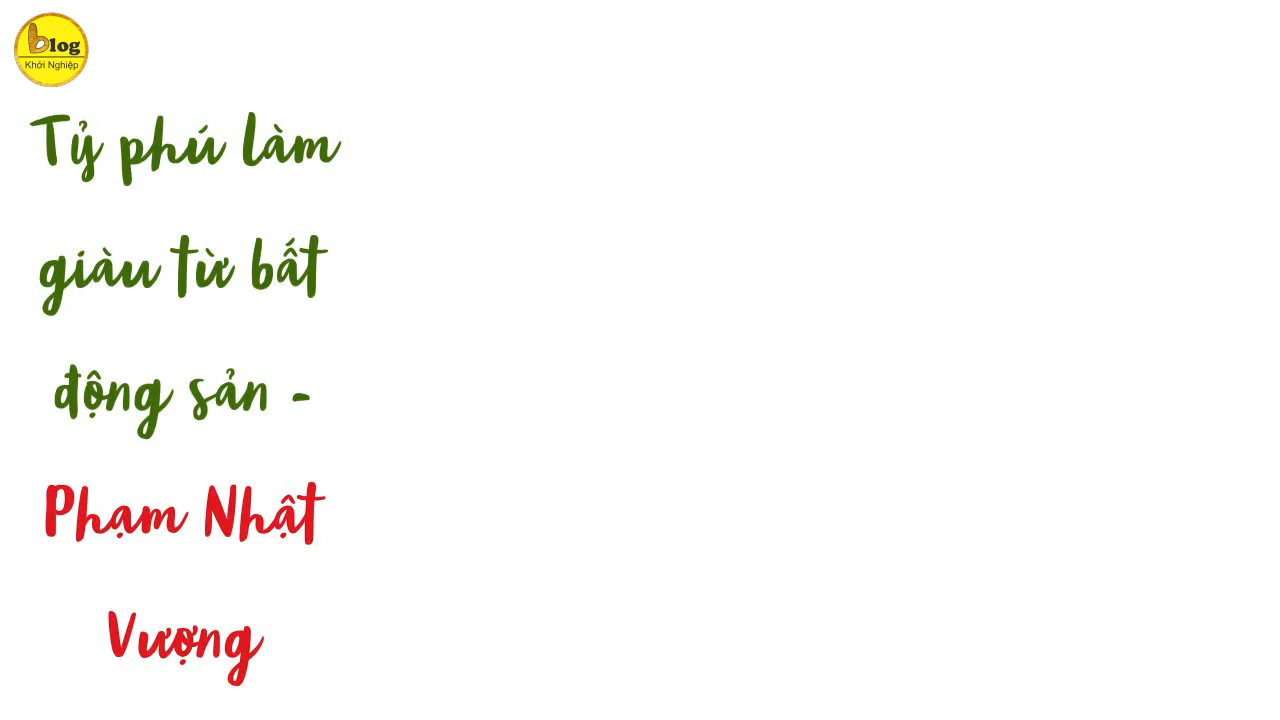 blog
Khởi Nghiệp
Tỷ phú làm
giàu từ bất
động sản -
Phạm Nhật
Vượng